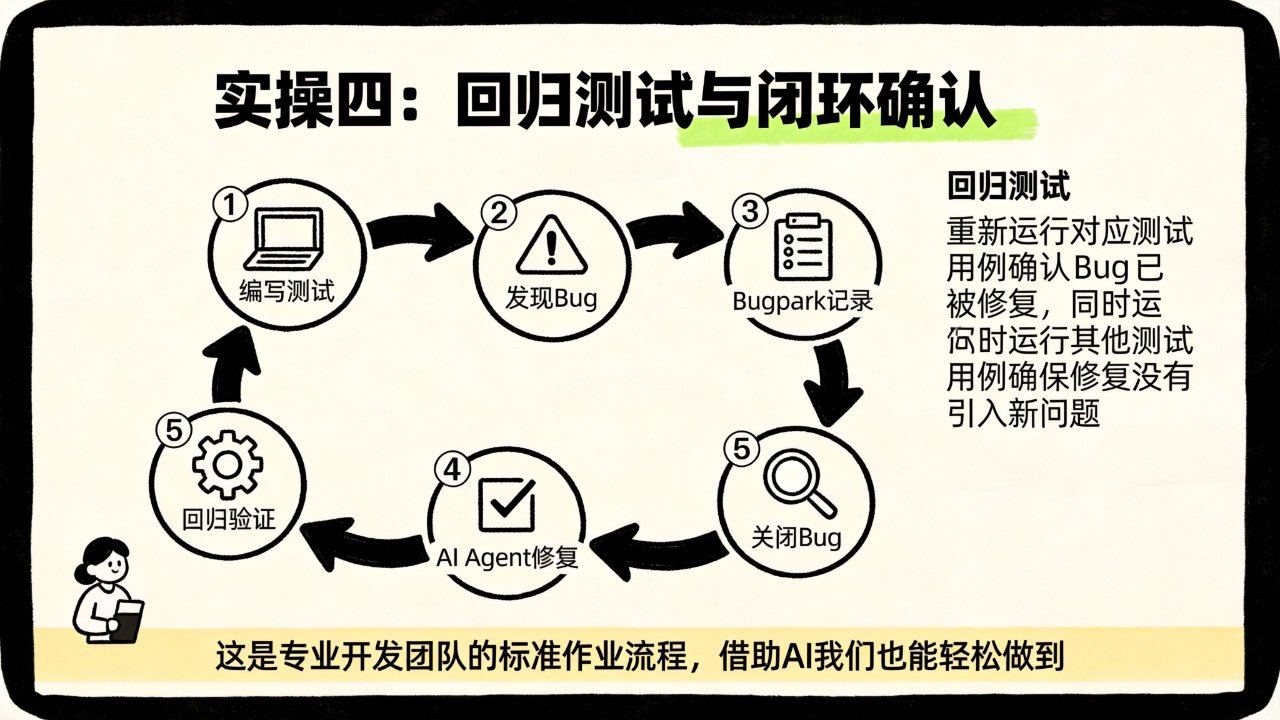 实操四：回归测试与闭环确认
① 编写测试
② 发现Bug
③ Bugpark记录
⑤ 关闭Bug
④ AI Agent修复
⑤ 回归验证
回归测试
重新运行对应测试
用例确认Bug已
被修复，同时运
时运行其他测试
用例确保修复没有
引入新问题
这是专业开发团队的标准作业流程，借助AI我们也能轻松做到